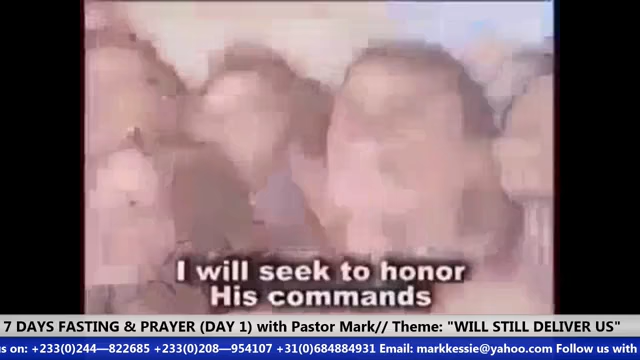 I will seek to honor
His commands
7 DAYS FASTING & PRAYER (DAY 1) with Pastor Mark// Theme: "WILL STILL DELIVER US"
us on: +233(0)244—822685 +233(0)208—954107 +31(0)684884931 Email: markkessie@yahoo.com Follow us with